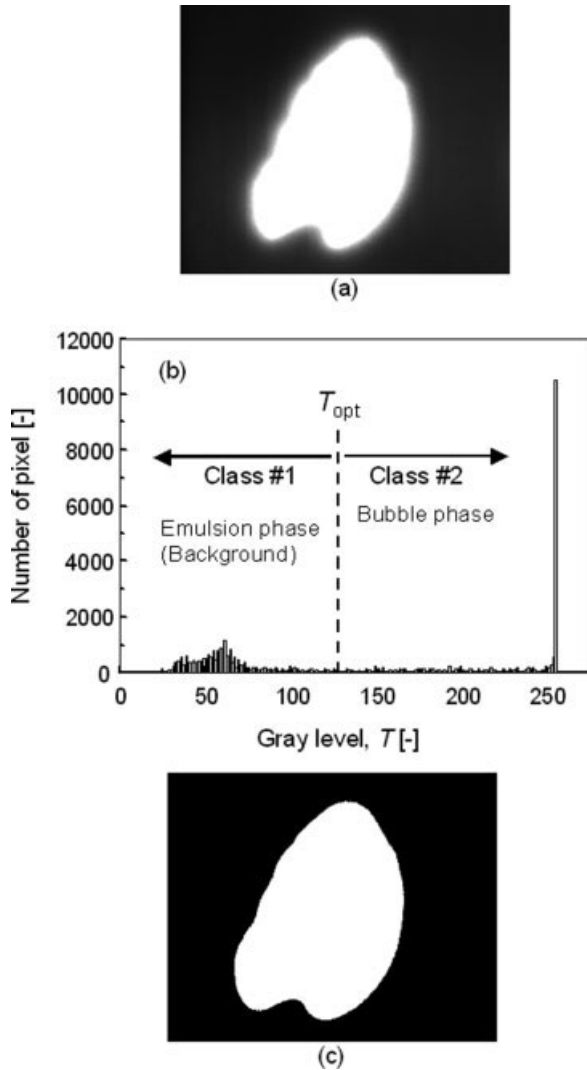 (a)
12000
10000
8000
6000
4000
2000
0
Number of pixel [-]
(b)
T_opt
Class #1
Class #2
Emulsion phase
(Background)
Bubble phase
0 50 100 150 200 250
Gray level, T [-]
(c)